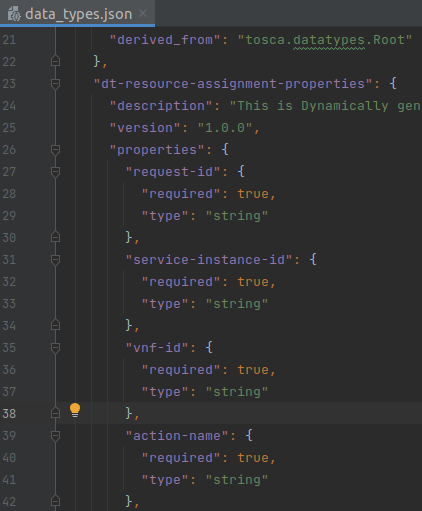 data_types.json
21 "derived_from": "tosca.datatypes.Root"
22 },
23 "dt-resource-assignment-properties": {
24 "description": "This is Dynamically gen
25 "version": "1.0.0",
26 "properties": {
27 "request-id": {
28 "required": true,
29 "type": "string"
30 },
31 "service-instance-id": {
32 "required": true,
33 "type": "string"
34 },
35 "vnf-id": {
36 "required": true,
37 "type": "string"
38 },
39 "action-name": {
40 "required": true,
41 "type": "string"
42 },